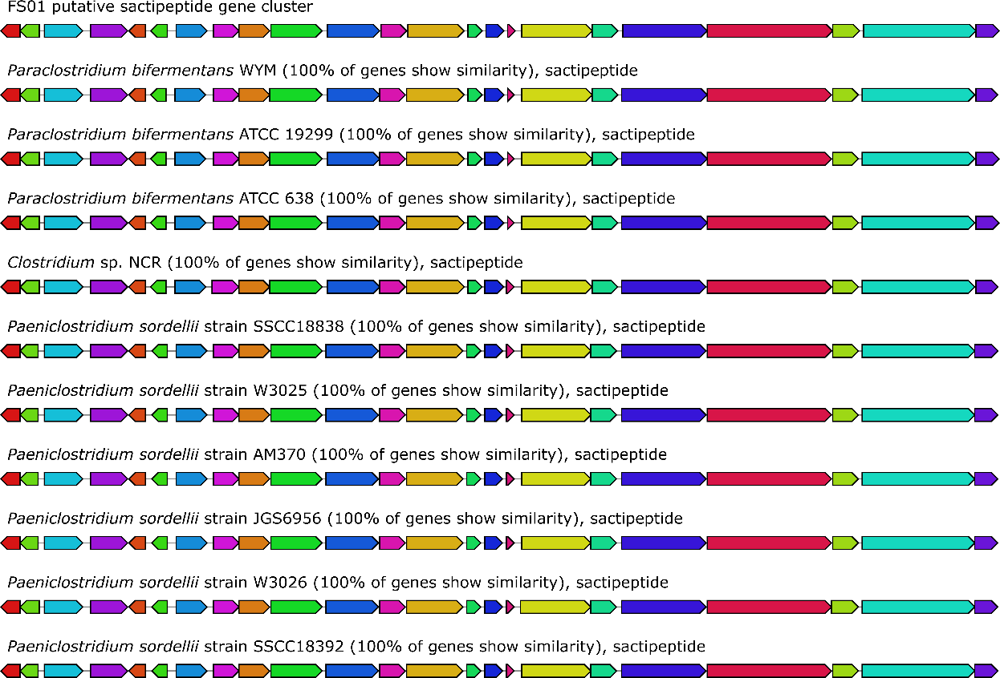 FS01 putative sactipeptide gene cluster
Paraclostridium bifermentans WYM (100% of genes show similarity), sactipeptide
Paraclostridium bifermentans ATCC 19299 (100% of genes show similarity), sactipeptide
Paraclostridium bifermentans ATCC 638 (100% of genes show similarity), sactipeptide
Clostridium sp. NCR (100% of genes show similarity), sactipeptide
Paeniclostridium sordellii strain SSCC18838 (100% of genes show similarity), sactipeptide
Paeniclostridium sordellii strain W3025 (100% of genes show similarity), sactipeptide
Paeniclostridium sordellii strain AM370 (100% of genes show similarity), sactipeptide
Paeniclostridium sordellii strain JGS6956 (100% of genes show similarity), sactipeptide
Paeniclostridium sordellii strain W3026 (100% of genes show similarity), sactipeptide
Paeniclostridium sordellii strain SSCC18392 (100% of genes show similarity), sactipeptide